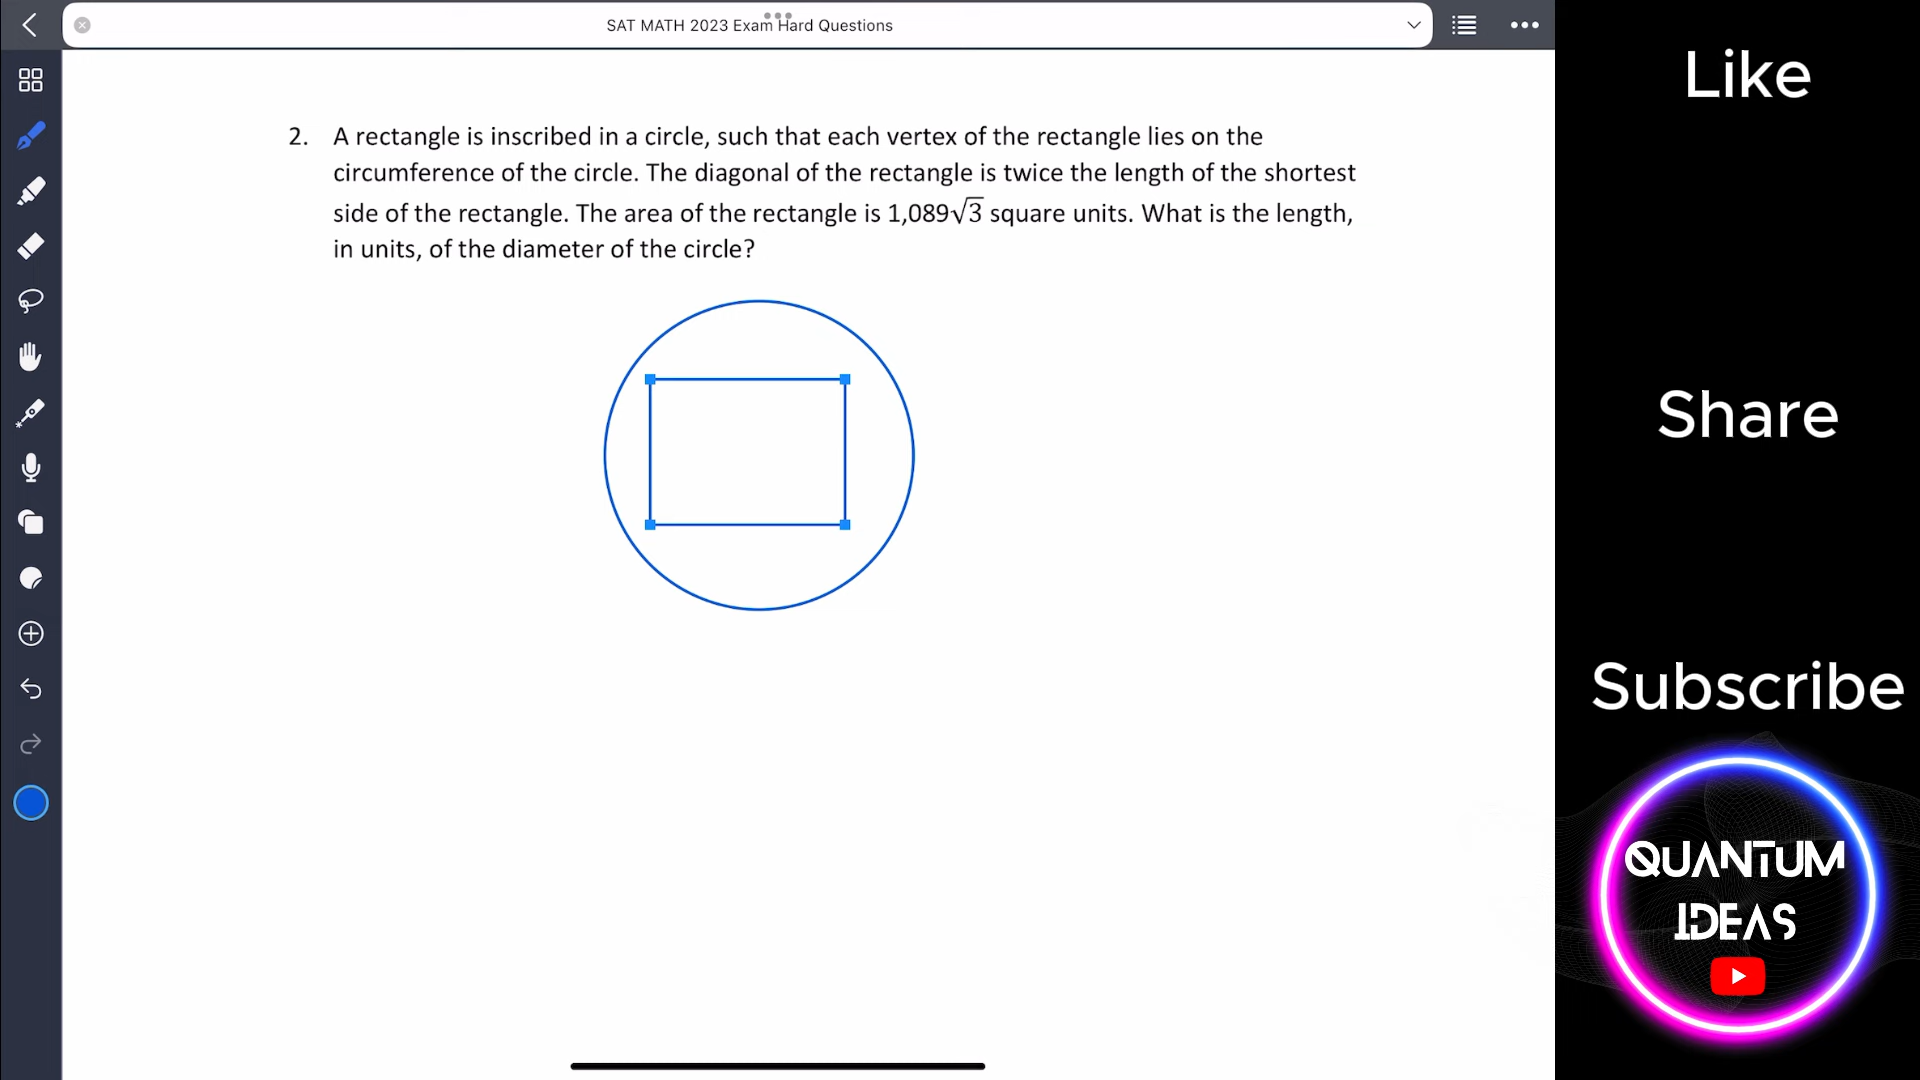 SAT MATH 2023 Exam Hard Questions
2. A rectangle is inscribed in a circle, such that each vertex of the rectangle lies on the
circumference of the circle. The diagonal of the rectangle is twice the length of the shortest
side of the rectangle. The area of the rectangle is 1,089√3 square units. What is the length,
in units, of the diameter of the circle?
Like
Share
Subscribe
QUANTUM
IDEAS